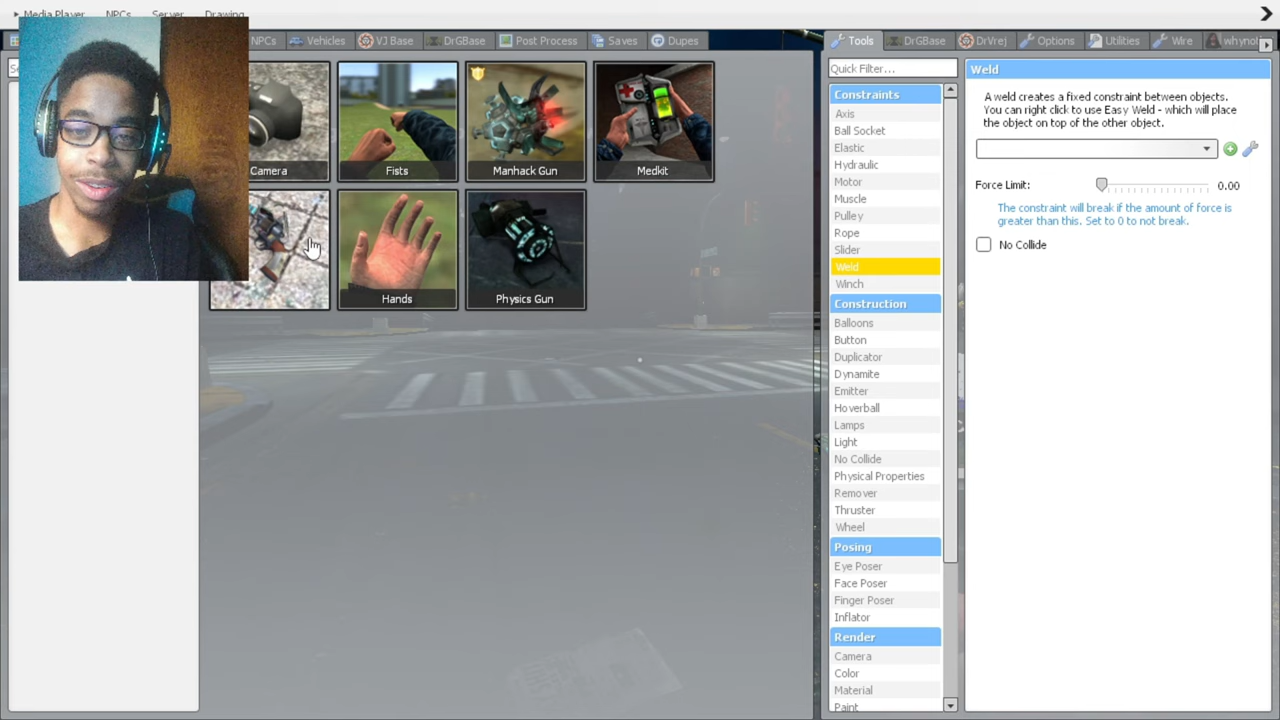 Media Player NPCs Server Drawing
NPCs Vehicles VJ Base DrGBase Post Process Saves Dupes
Tools DrGBase DrVrej Options Utilities Wire whynot
Camera
Fists
Manhack Gun
Medkit
Hands
Physics Gun
Quick Filter...
Constraints
Axis
Ball Socket
Elastic
Hydraulic
Motor
Muscle
Pulley
Rope
Slider
Weld
Winch
Construction
Balloons
Button
Duplicator
Dynamite
Emitter
Hoverball
Lamps
Light
No Collide
Physical Properties
Remover
Thruster
Wheel
Posing
Eye Poser
Face Poser
Finger Poser
Inflator
Render
Camera
Color
Material
Paint
Weld
A weld creates a fixed constraint between objects.
You can right click to use Easy Weld - which will place
the object on top of the other object.
Force Limit: 0.00
The constraint will break if the amount of force is
greater than this. Set to 0 to not break.
No Collide